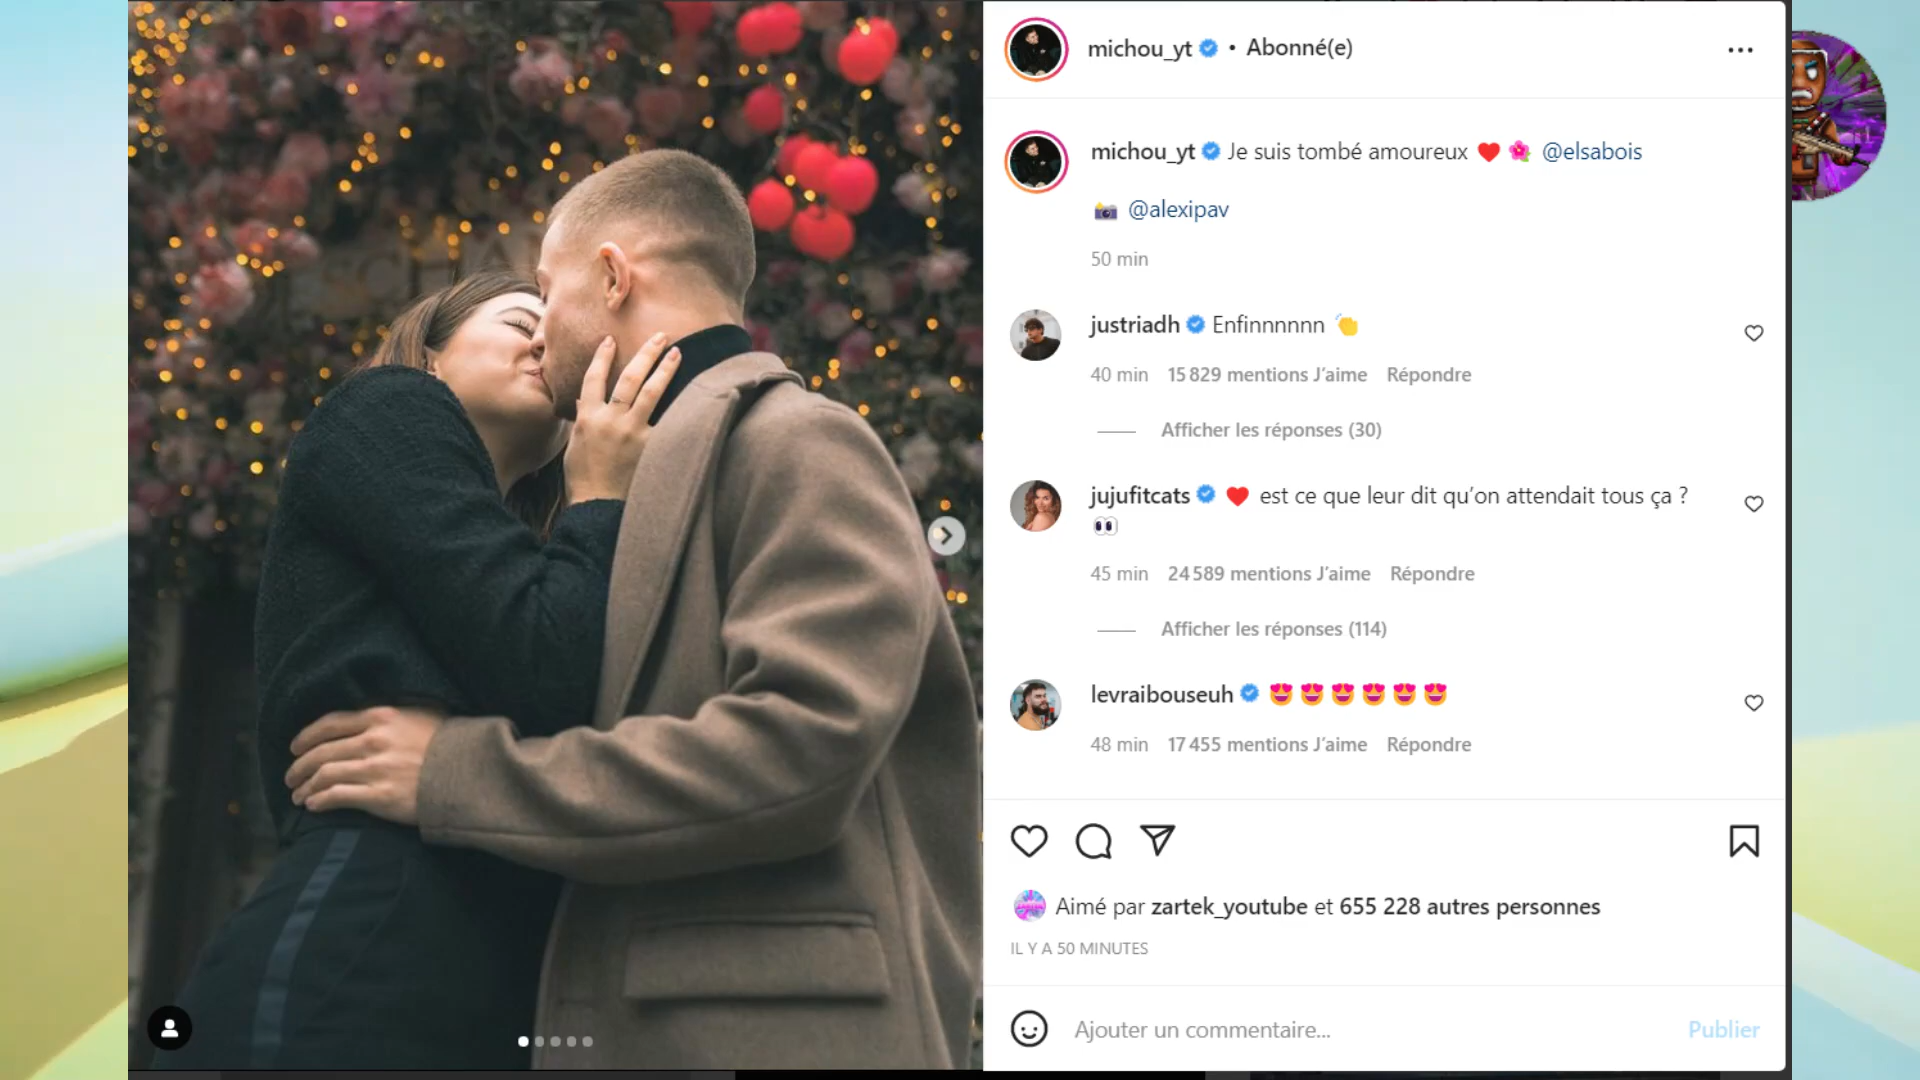 michou_yt • Abonné(e)
michou_yt Je suis tombé amoureux ❤️ 🌺 @elsabois
📸 @alexipav
50 min
justriadh Enfinnnnnn 👏
40 min 15 829 mentions J’aime Répondre
Afficher les réponses (30)
jujufitcats ❤️ est ce que leur dit qu’on attendait tous ça ?
👀
45 min 24 589 mentions J’aime Répondre
Afficher les réponses (114)
levraibouseuh 😍😍😍😍😍😍
48 min 17 455 mentions J’aime Répondre
Aimé par zartek_youtube et 655 228 autres personnes
IL Y A 50 MINUTES
Ajouter un commentaire... Publier